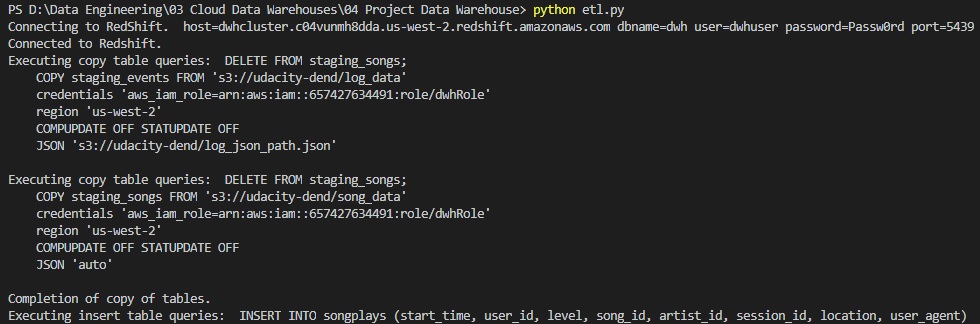 PS D:\Data Engineering\03 Cloud Data Warehouses\04 Project Data Warehouse> python etl.py
Connecting to RedShift.  host=dwhcluster.c04vunmh8dda.us-west-2.redshift.amazonaws.com dbname=dwh user=dwhuser password=Passw0rd port=5439
Connected to Redshift.
Executing copy table queries:  DELETE FROM staging_songs;
COPY staging_events FROM 's3://udacity-dend/log_data'
credentials 'aws_iam_role=arn:aws:iam::657427634491:role/dwhRole'
region 'us-west-2'
COMPUPDATE OFF STATUPDATE OFF
JSON 's3://udacity-dend/log_json_path.json'
Executing copy table queries:  DELETE FROM staging_songs;
COPY staging_songs FROM 's3://udacity-dend/song_data'
credentials 'aws_iam_role=arn:aws:iam::657427634491:role/dwhRole'
region 'us-west-2'
COMPUPDATE OFF STATUPDATE OFF
JSON 'auto'
Completion of copy of tables.
Executing insert table queries:  INSERT INTO songplays (start_time, user_id, level, song_id, artist_id, session_id, location, user_agent)